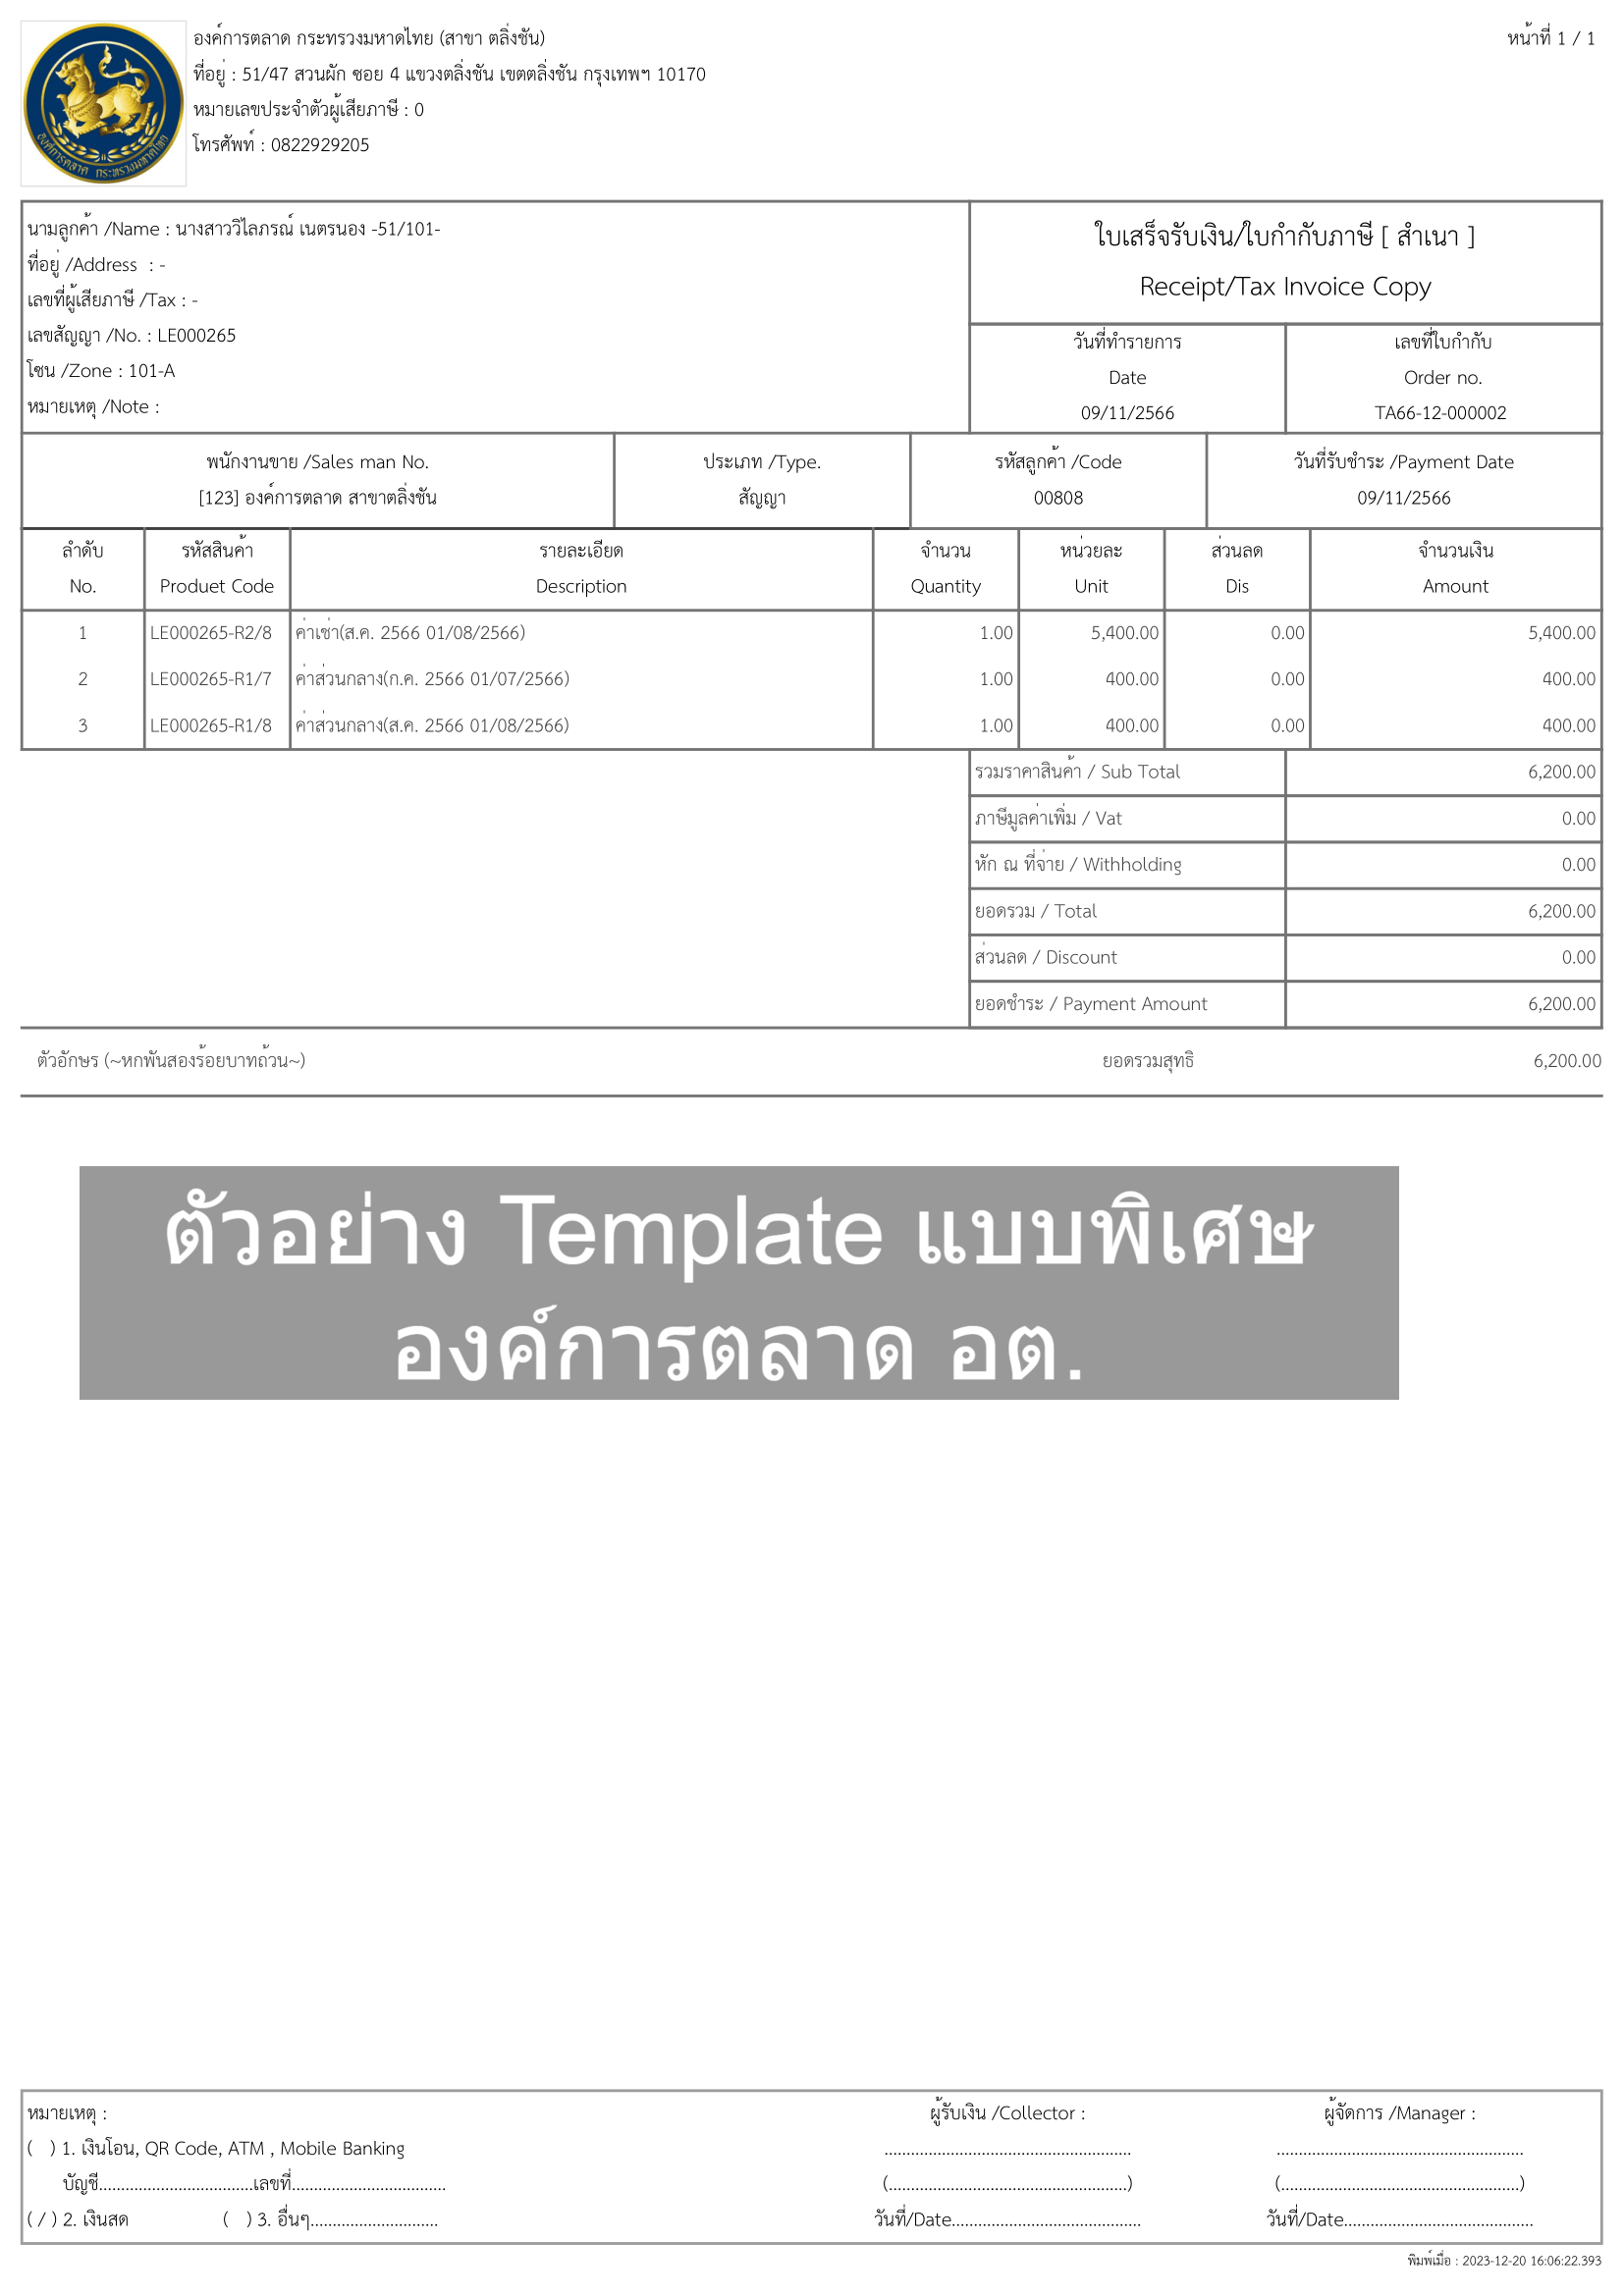 องค์การตลาด กระทรวงมหาดไทย (สาขา ตลิ่งชัน)
หน้าที่ 1 / 1
ที่อยู่ : 51/47 สวนผัก ซอย 4 แขวงตลิ่งชัน เขตตลิ่งชัน กรุงเทพฯ 10170
หมายเลขประจำตัวผู้เสียภาษี : 0
โทรศัพท์ : 0822929205
องค์การตลาด กระทรวงมหาดไทย
นามลูกค้า /Name : นางสาววิไลภรณ์ เนตรนอง -51/101-
ที่อยู่ /Address : -
เลขที่ผู้เสียภาษี /Tax : -
เลขสัญญา /No. : LE000265
โซน /Zone : 101-A
หมายเหตุ /Note :
ใบเสร็จรับเงิน/ใบกำกับภาษี [ สำเนา ]
Receipt/Tax Invoice Copy
วันที่ทำรายการ เลขที่ใบกำกับ
Date Order no.
09/11/2566 TA66-12-000002
พนักงานขาย /Sales man No. ประเภท /Type. รหัสลูกค้า /Code วันที่รับชำระ /Payment Date
[123] องค์การตลาด สาขาตลิ่งชัน สัญญา 00808 09/11/2566
ลำดับ รหัสสินค้า รายละเอียด จำนวน หน่วยละ ส่วนลด จำนวนเงิน
No. Produet Code Description Quantity Unit Dis Amount
1 LE000265-R2/8 ค่าเช่า(ส.ค. 2566 01/08/2566) 1.00 5,400.00 0.00 5,400.00
2 LE000265-R1/7 ค่าส่วนกลาง(ก.ค. 2566 01/07/2566) 1.00 400.00 0.00 400.00
3 LE000265-R1/8 ค่าส่วนกลาง(ส.ค. 2566 01/08/2566) 1.00 400.00 0.00 400.00
รวมราคาสินค้า / Sub Total 6,200.00
ภาษีมูลค่าเพิ่ม / Vat 0.00
หัก ณ ที่จ่าย / Withholding 0.00
ยอดรวม / Total 6,200.00
ส่วนลด / Discount 0.00
ยอดชำระ / Payment Amount 6,200.00
ตัวอักษร (~หกพันสองร้อยบาทถ้วน~) ยอดรวมสุทธิ 6,200.00
ตัวอย่าง Template แบบพิเศษ
องค์การตลาด อต.
หมายเหตุ : ผู้รับเงิน /Collector : ผู้จัดการ /Manager :
( ) 1. เงินโอน, QR Code, ATM , Mobile Banking ........................................................ ........................................................
บัญชี...................................เลขที่................................... (......................................................) (......................................................)
( / ) 2. เงินสด ( ) 3. อื่นๆ............................. วันที่/Date........................................... วันที่/Date...........................................
พิมพ์เมื่อ : 2023-12-20 16:06:22.393